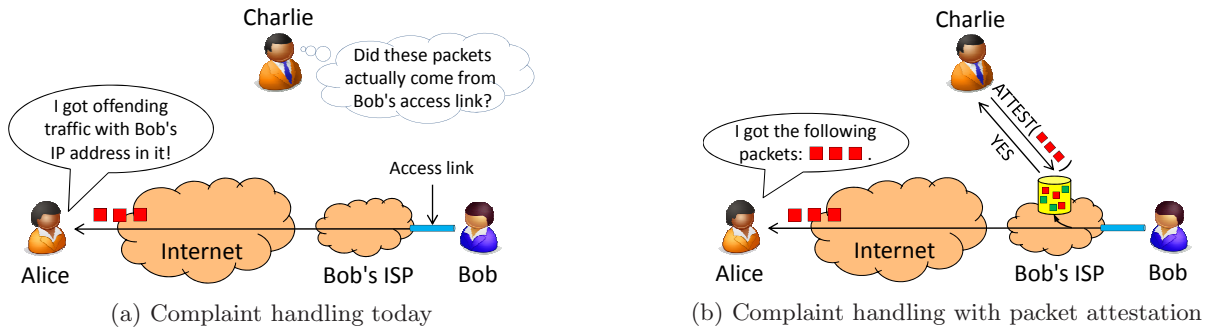 Charlie
Did these packets
actually come from
Bob's access link?
I got offending
traffic with Bob's
IP address in it!
Access link
Internet
Alice
Bob's ISP
Bob
(a) Complaint handling today
Charlie
ATTEST(
)
YES
I got the following
packets: .
Internet
Alice
Bob's ISP
Bob
(b) Complaint handling with packet attestation